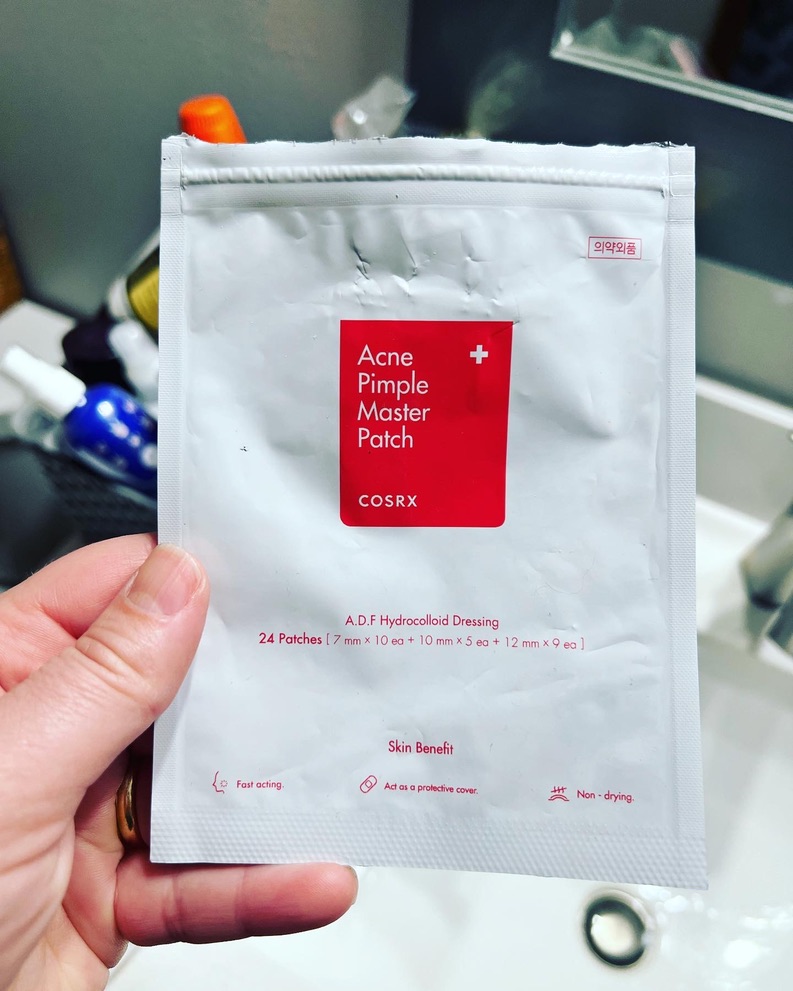 의약외품
Acne
Pimple
Master
Patch
COSRX
A.D.F Hydrocolloid Dressing
24 Patches [ 7 mm × 10 ea + 10 mm × 5 ea + 12 mm × 9 ea ]
Skin Benefit
Fast acting.
Act as a protective cover.
Non - drying.